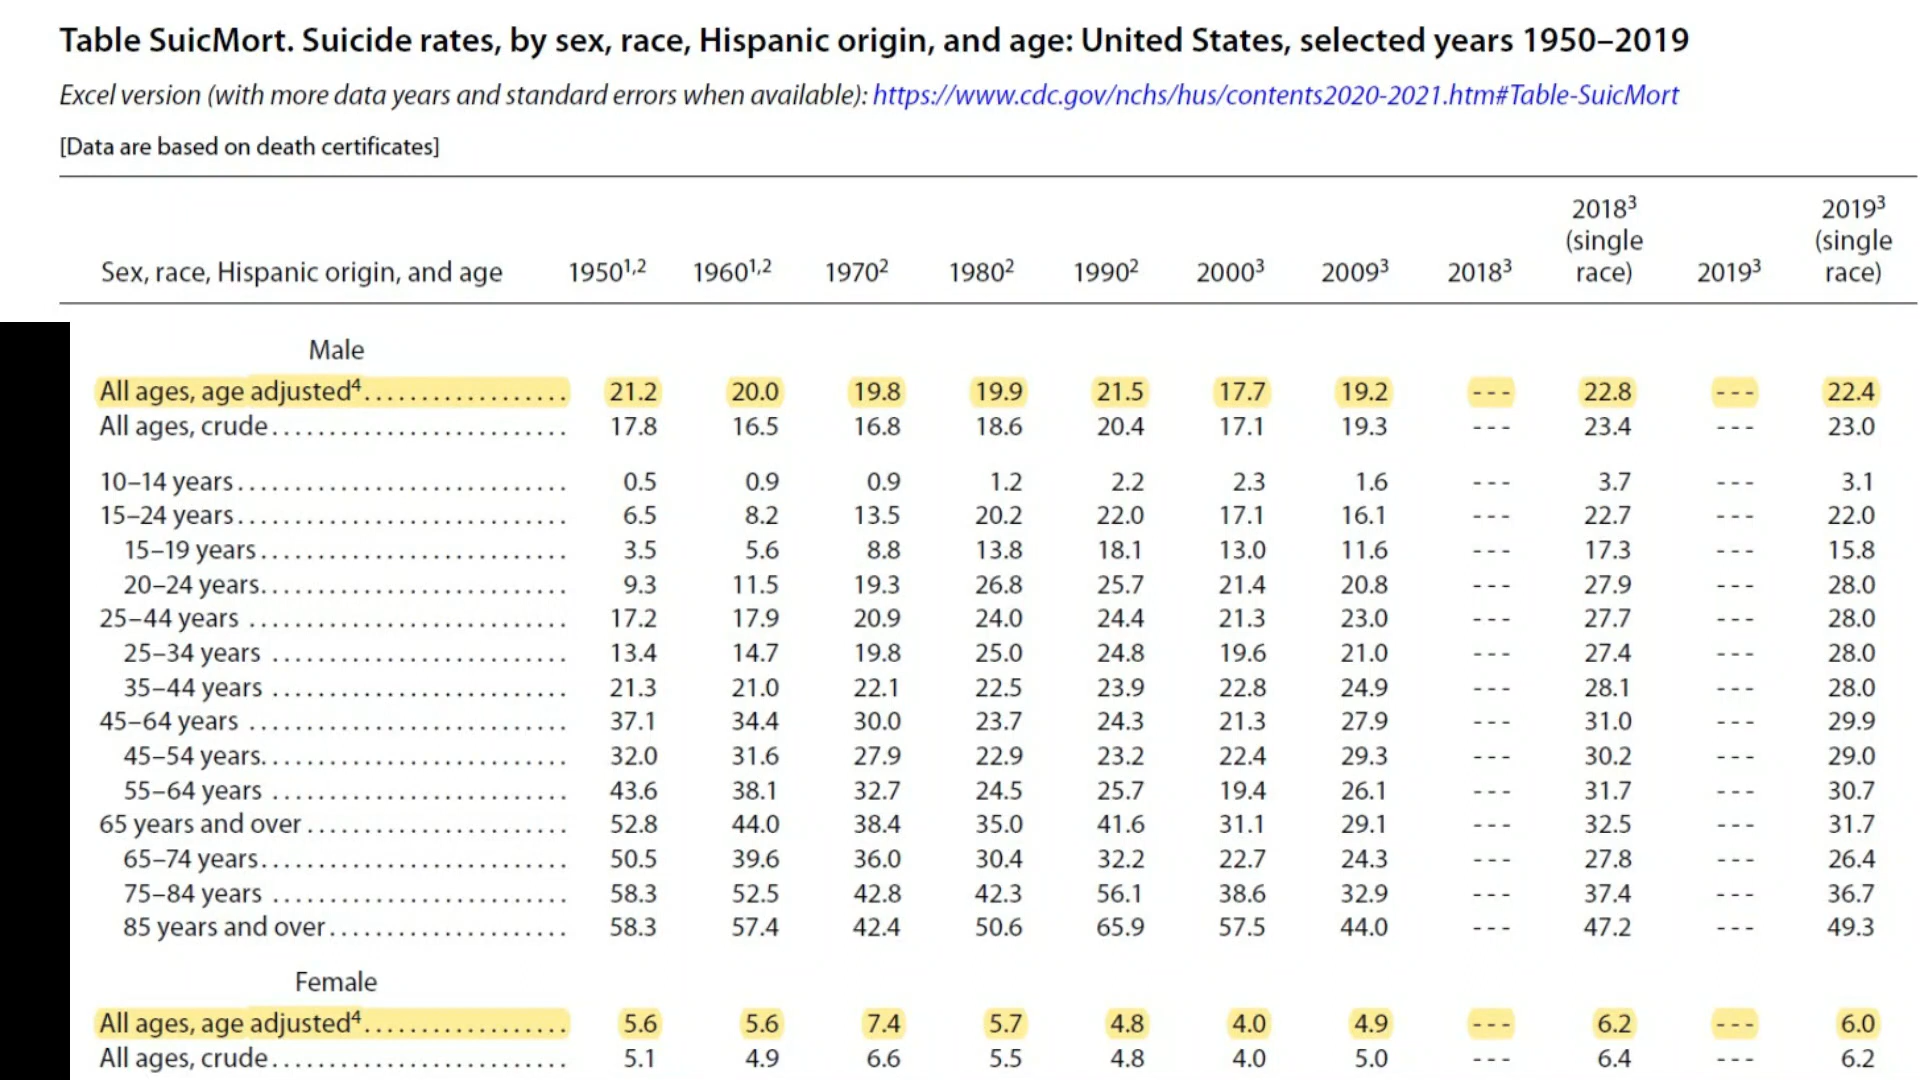 Table SuicMort. Suicide rates, by sex, race, Hispanic origin, and age: United States, selected years 1950–2019
Excel version (with more data years and standard errors when available): https://www.cdc.gov/nchs/hus/contents2020-2021.htm#Table-SuicMort
[Data are based on death certificates]
Sex, race, Hispanic origin, and age 1950¹,² 1960¹,² 1970² 1980² 1990² 2000³ 2009³ 2018³ 2018³ (single race) 2019³ 2019³ (single race)
Male
All ages, age adjusted⁴.................. 21.2 20.0 19.8 19.9 21.5 17.7 19.2 --- 22.8 --- 22.4
All ages, crude.......................... 17.8 16.5 16.8 18.6 20.4 17.1 19.3 --- 23.4 --- 23.0
10–14 years............................. 0.5 0.9 0.9 1.2 2.2 2.3 1.6 --- 3.7 --- 3.1
15–24 years............................. 6.5 8.2 13.5 20.2 22.0 17.1 16.1 --- 22.7 --- 22.0
15–19 years........................... 3.5 5.6 8.8 13.8 18.1 13.0 11.6 --- 17.3 --- 15.8
20–24 years........................... 9.3 11.5 19.3 26.8 25.7 21.4 20.8 --- 27.9 --- 28.0
25–44 years ............................ 17.2 17.9 20.9 24.0 24.4 21.3 23.0 --- 27.7 --- 28.0
25–34 years .......................... 13.4 14.7 19.8 25.0 24.8 19.6 21.0 --- 27.4 --- 28.0
35–44 years .......................... 21.3 21.0 22.1 22.5 23.9 22.8 24.9 --- 28.1 --- 28.0
45–64 years ............................ 37.1 34.4 30.0 23.7 24.3 21.3 27.9 --- 31.0 --- 29.9
45–54 years........................... 32.0 31.6 27.9 22.9 23.2 22.4 29.3 --- 30.2 --- 29.0
55–64 years .......................... 43.6 38.1 32.7 24.5 25.7 19.4 26.1 --- 31.7 --- 30.7
65 years and over....................... 52.8 44.0 38.4 35.0 41.6 31.1 29.1 --- 32.5 --- 31.7
65–74 years........................... 50.5 39.6 36.0 30.4 32.2 22.7 24.3 --- 27.8 --- 26.4
75–84 years .......................... 58.3 52.5 42.8 42.3 56.1 38.6 32.9 --- 37.4 --- 36.7
85 years and over..................... 58.3 57.4 42.4 50.6 65.9 57.5 44.0 --- 47.2 --- 49.3
Female
All ages, age adjusted⁴.................. 5.6 5.6 7.4 5.7 4.8 4.0 4.9 --- 6.2 --- 6.0
All ages, crude.......................... 5.1 4.9 6.6 5.5 4.8 4.0 5.0 --- 6.4 --- 6.2